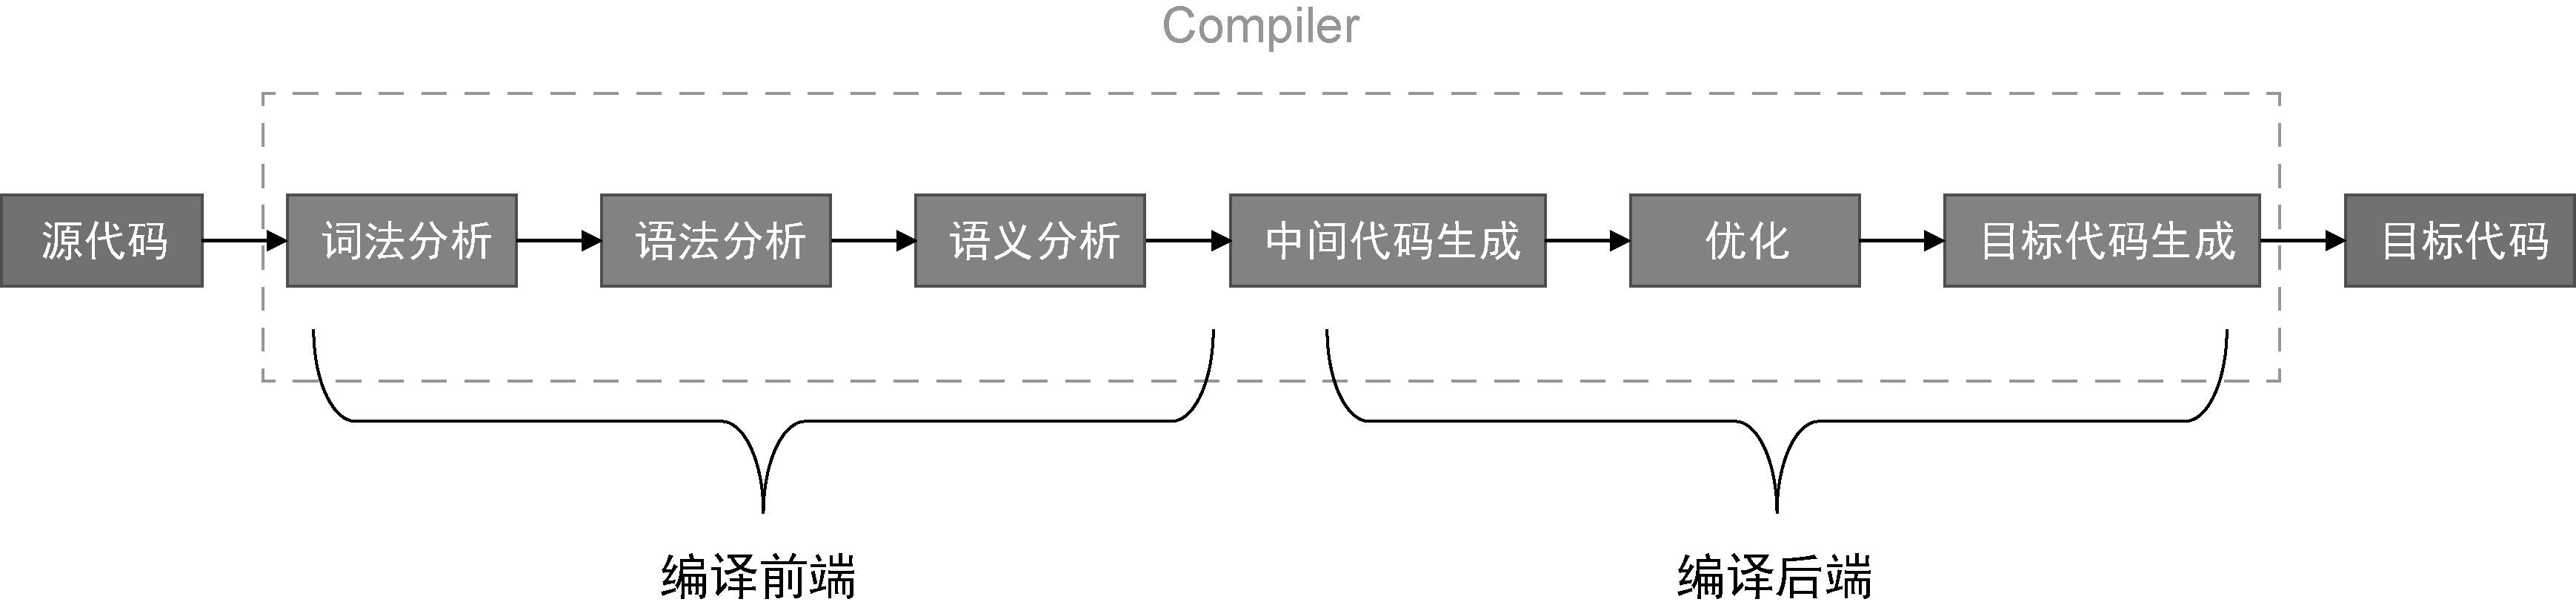 Compiler
源代码
词法分析
语法分析
语义分析
中间代码生成
优化
目标代码生成
目标代码
编译前端
编译后端